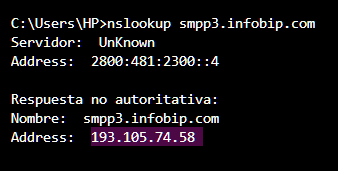 C:\Users\HP>nslookup smpp3.infobip.com
Servidor:  UnKnown
Address:  2800:481:2300::4

Respuesta no autoritativa:
Nombre:  smpp3.infobip.com
Address:  193.105.74.58